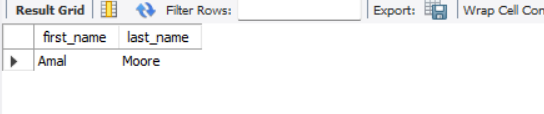 Result Grid Filter Rows: Export: Wrap Cell Con
first_name last_name
Amal Moore